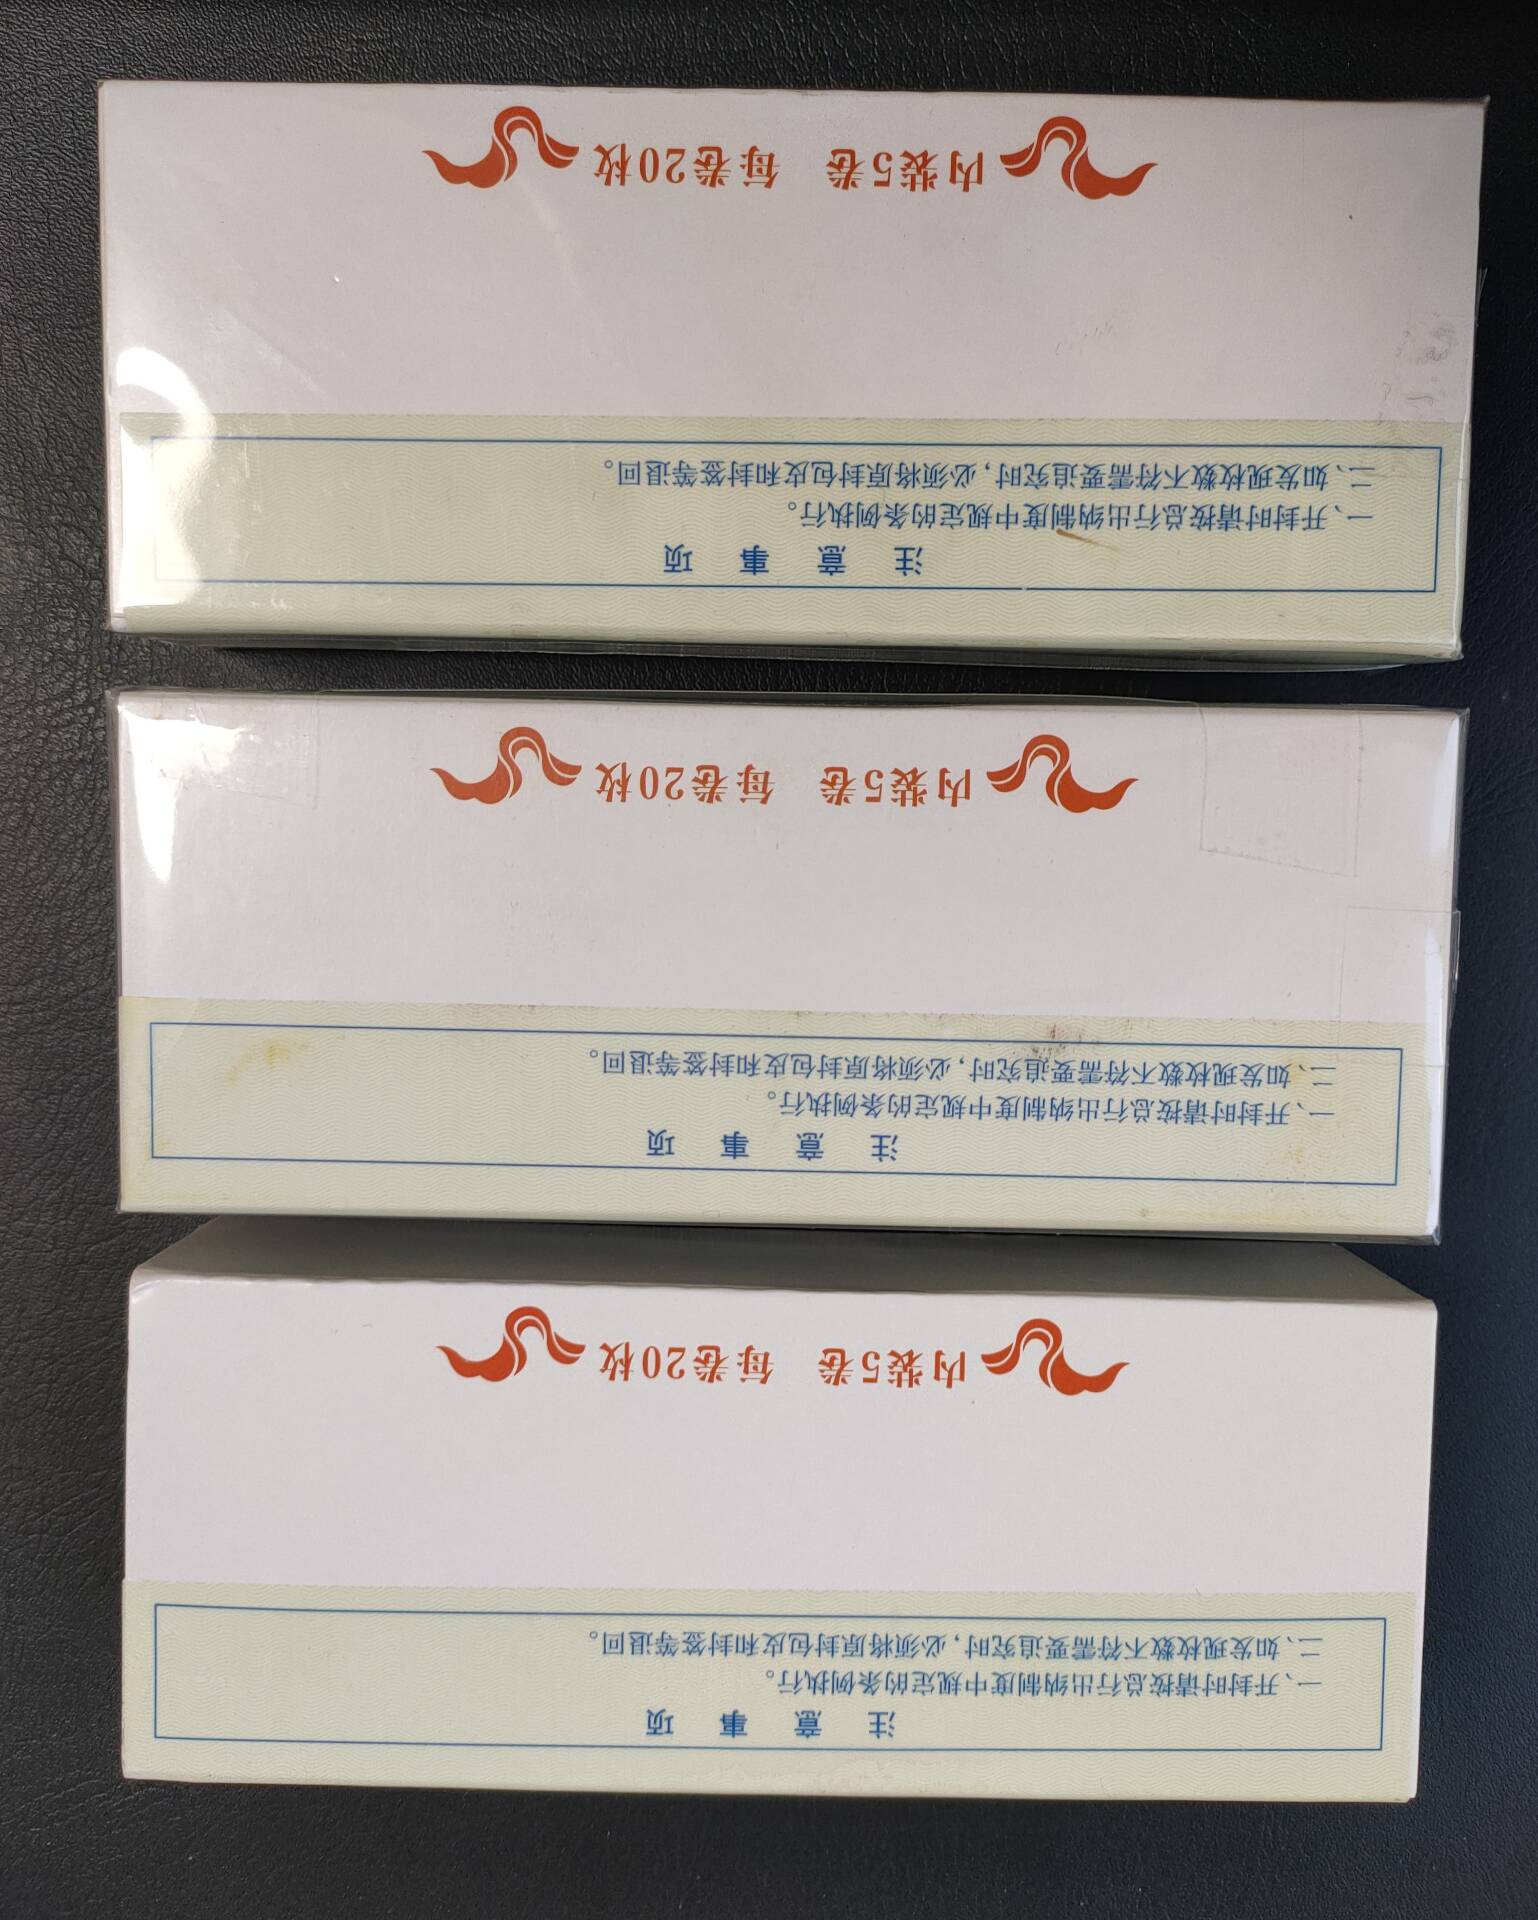 内装5卷 每卷20枚
注意事项
一、开封时请按总行出纳制度中规定的条例执行。
二、如发现枚数不符需要追究时，必须将原封包皮和封签等退回。
内装5卷 每卷20枚
注意事项
一、开封时请按总行出纳制度中规定的条例执行。
二、如发现枚数不符需要追究时，必须将原封包皮和封签等退回。
内装5卷 每卷20枚
注意事项
一、开封时请按总行出纳制度中规定的条例执行。
二、如发现枚数不符需要追究时，必须将原封包皮和封签等退回。